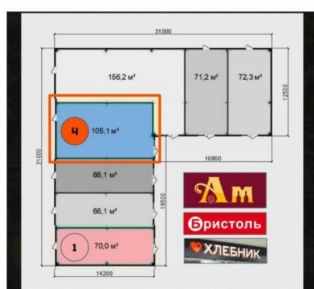 31000
156,2 м²
71,2 м²
72,3 м²
12500
4
105,1 м²
31000
16800
66,1 м²
18500
66,1 м²
1
70,0 м²
14200
Ам
Бристоль
ХЛЕБНИК